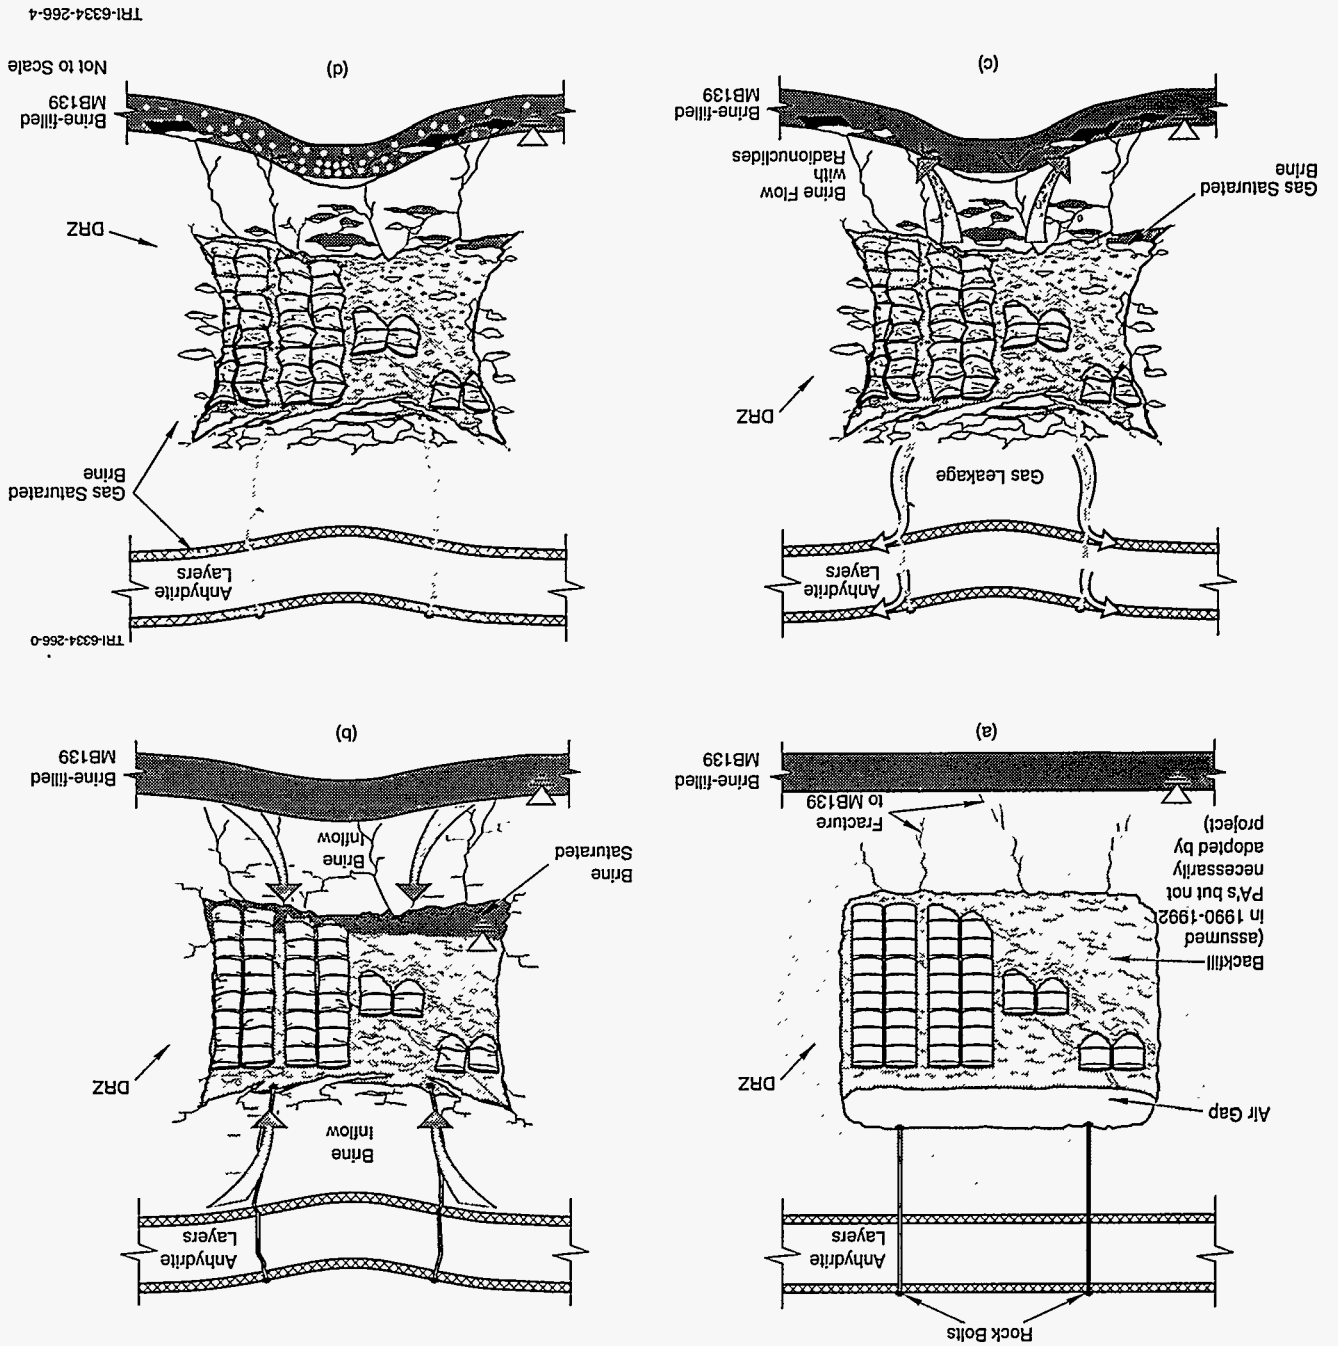 Rock Bolts
Anhydrite
Layers
Air Gap
DRZ
Backfill
(assumed
in 1990-1992
PA's but not
necessarily
adopted by
project)
Fracture
to MB139
Brine-filled
MB139
(a)
Anhydrite
Layers
Brine
Inflow
DRZ
Brine
Saturated
Brine
Inflow
Brine-filled
MB139
(b)
TRI-6334-266-0
Anhydrite
Layers
Gas Leakage
DRZ
Gas Saturated
Brine
Brine Flow
with
Radionuclides
Brine-filled
MB139
(c)
Anhydrite
Layers
Gas Saturated
Brine
DRZ
Brine-filled
MB139
Not to Scale
(d)
TRI-6334-266-4